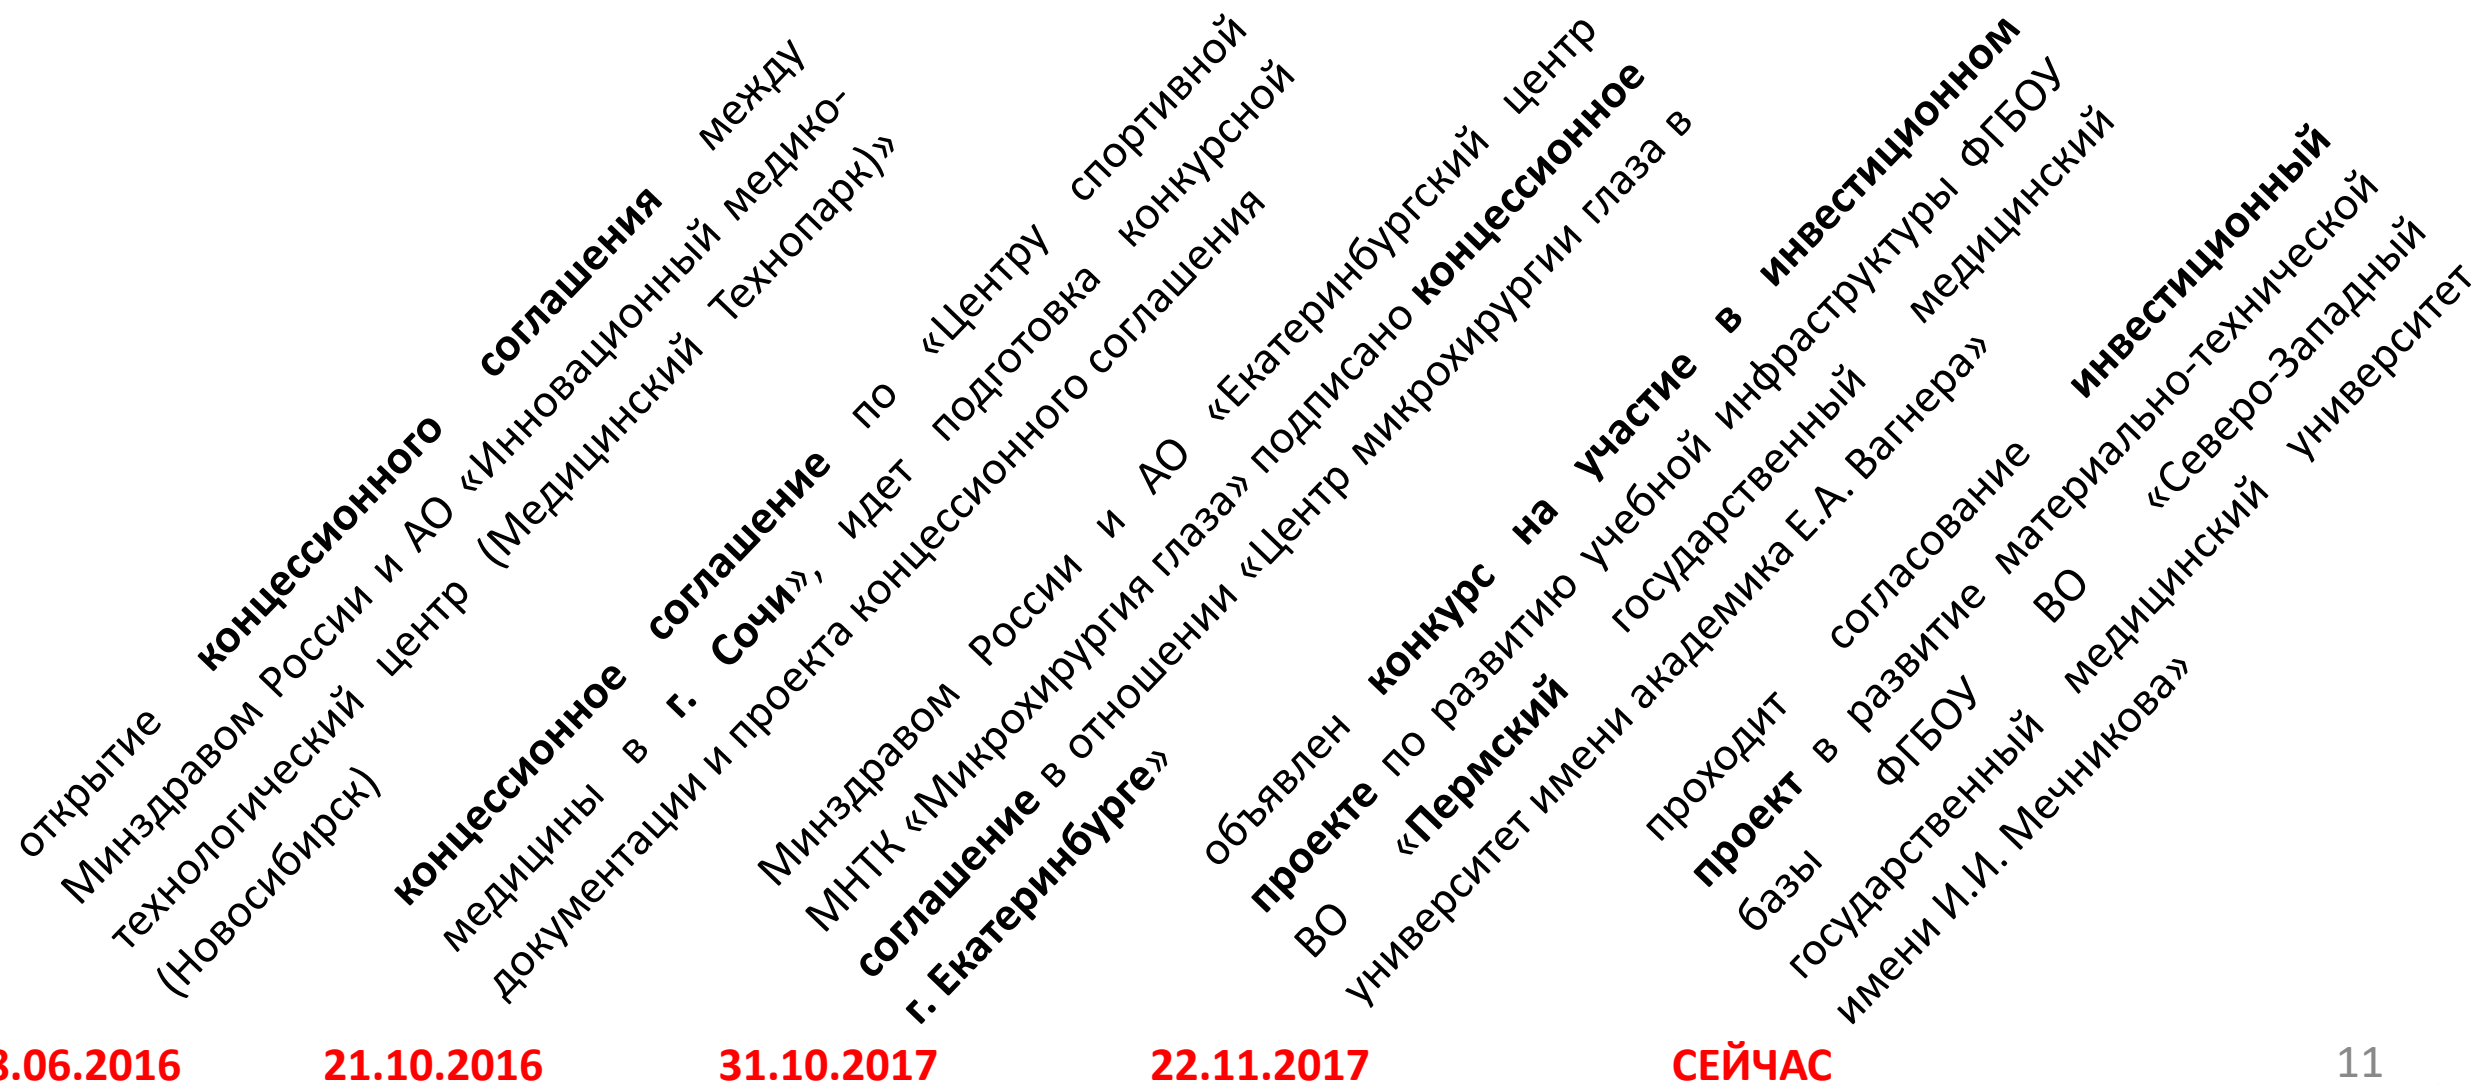 открытие концессионного соглашения между
Минздравом России и АО «Инновационный медико-
технологический центр (Медицинский Технопарк)»
(Новосибирск)
концессионное соглашение по «Центру спортивной
медицины в г. Сочи», идет подготовка конкурсной
документации и проекта концессионного соглашения
Минздравом России и АО «Екатеринбургский центр
МНТК «Микрохирургия глаза» подписано концессионное
соглашение в отношении «Центр микрохирургии глаза в
г. Екатеринбурге»
объявлен конкурс на участие в инвестиционном
проекте по развитию учебной инфраструктуры ФГБОУ
ВО «Пермский государственный медицинский
университет имени академика Е.А. Вагнера»
проходит согласование инвестиционный
проект в развитие материально-технической
базы ФГБОУ ВО «Северо-Западный
государственный медицинский университет
имени И.И. Мечникова»
8.06.2016
21.10.2016
31.10.2017
22.11.2017
СЕЙЧАС
11